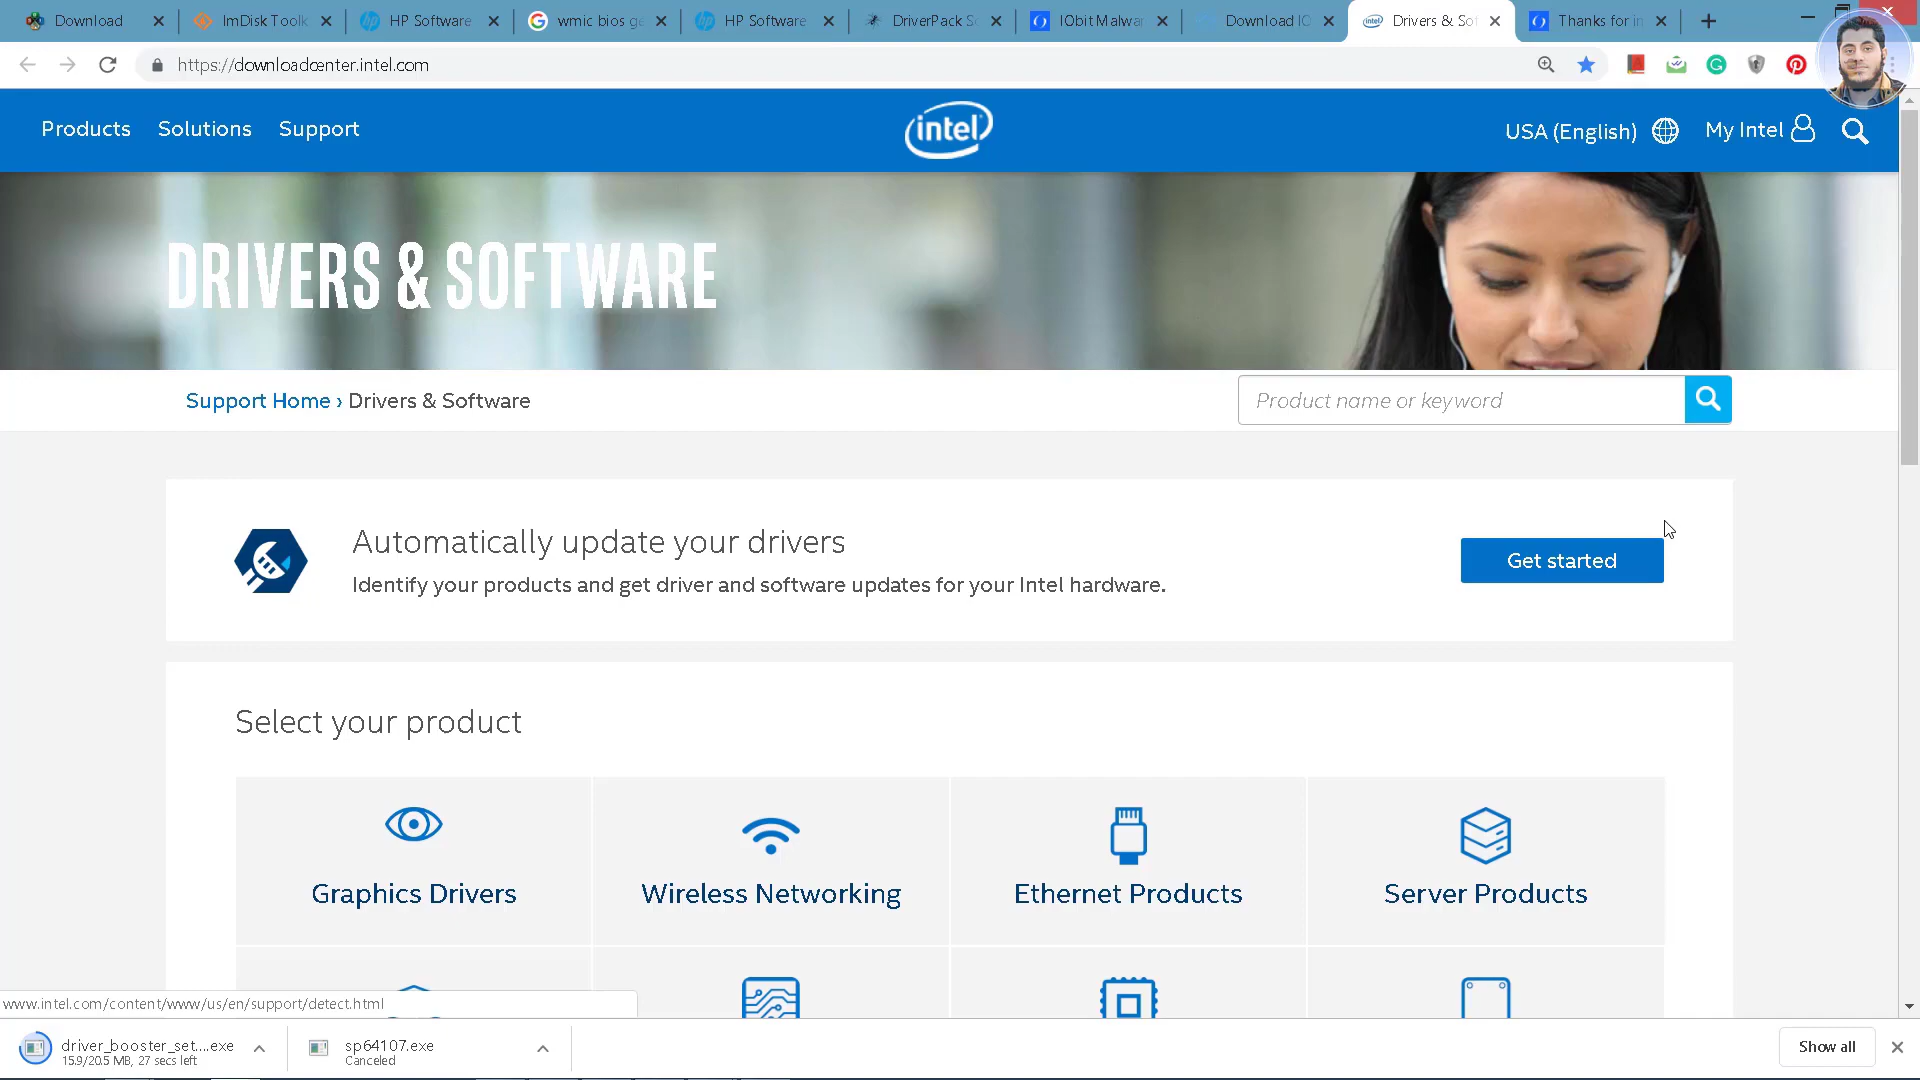 Download
ImDisk Toolk
HP Software
wmic bios ge
HP Software
DriverPack S
IObit Malwar
Download IO
Drivers & Sof
Thanks for in
https://downloadcenter.intel.com
Products
Solutions
Support
intel
USA (English)
My Intel
DRIVERS & SOFTWARE
Support Home › Drivers & Software
Product name or keyword
Automatically update your drivers
Identify your products and get driver and software updates for your Intel hardware.
Get started
Select your product
Graphics Drivers
Wireless Networking
Ethernet Products
Server Products
www.intel.com/content/www/us/en/support/detect.html
driver_booster_set....exe
15.9/20.5 MB, 27 secs left
sp64107.exe
Canceled
Show all